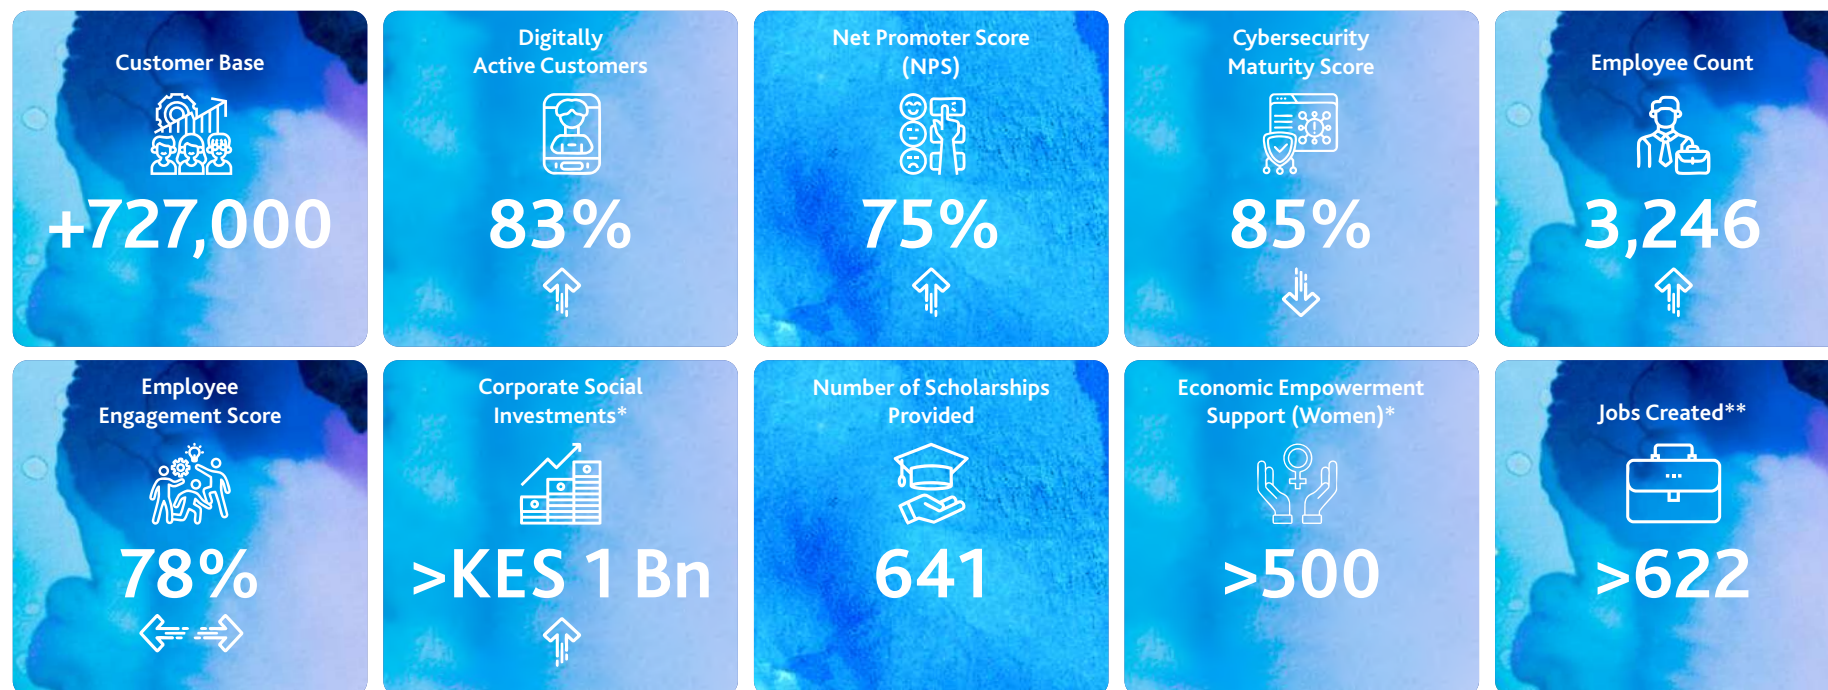 Customer Base
+727,000
Digitally
Active Customers
83%
Net Promoter Score
(NPS)
75%
Cybersecurity
Maturity Score
85%
Employee Count
3,246
Employee
Engagement Score
78%
Corporate Social
Investments*
>KES 1 Bn
Number of Scholarships
Provided
641
Economic Empowerment
Support (Women)*
>500
Jobs Created**
>622